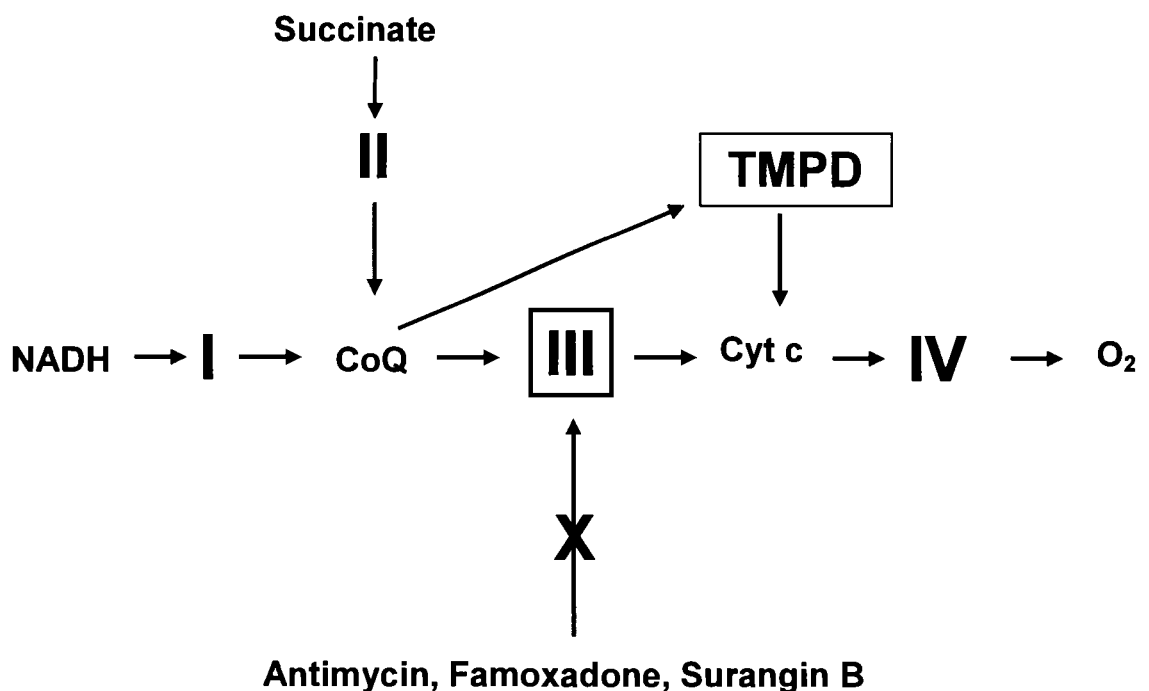 Succinate
II
TMPD
NADH I CoQ III Cyt c IV O₂
X
Antimycin, Famoxadone, Surangin B